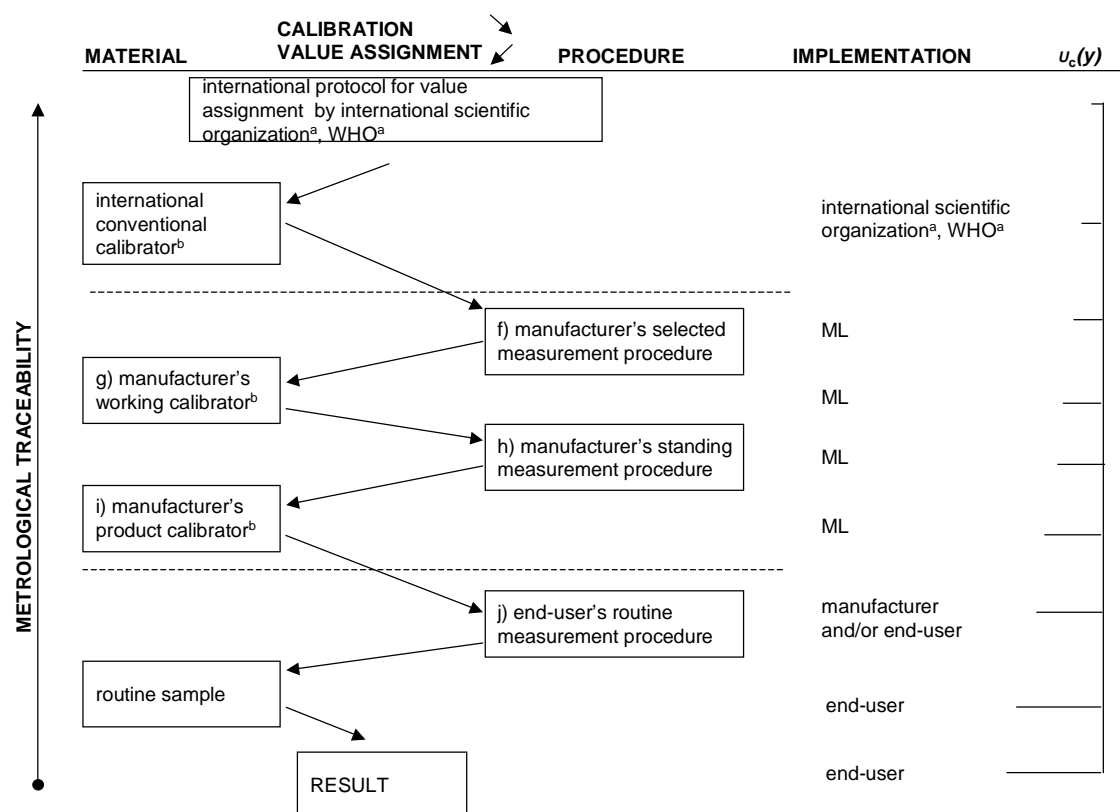 CALIBRATION
VALUE ASSIGNMENT
MATERIAL
PROCEDURE
IMPLEMENTATION
uc(y)
international protocol for value
assignment by international scientific
organizationᵃ, WHOᵃ
international
conventional
calibratorᵇ
international scientific
organizationᵃ, WHOᵃ
f) manufacturer's selected
measurement procedure
ML
g) manufacturer's
working calibratorᵇ
ML
h) manufacturer's standing
measurement procedure
ML
i) manufacturer's
product calibratorᵇ
ML
j) end-user's routine
measurement procedure
manufacturer
and/or end-user
routine sample
end-user
RESULT
end-user
METROLOGICAL TRACEABILITY